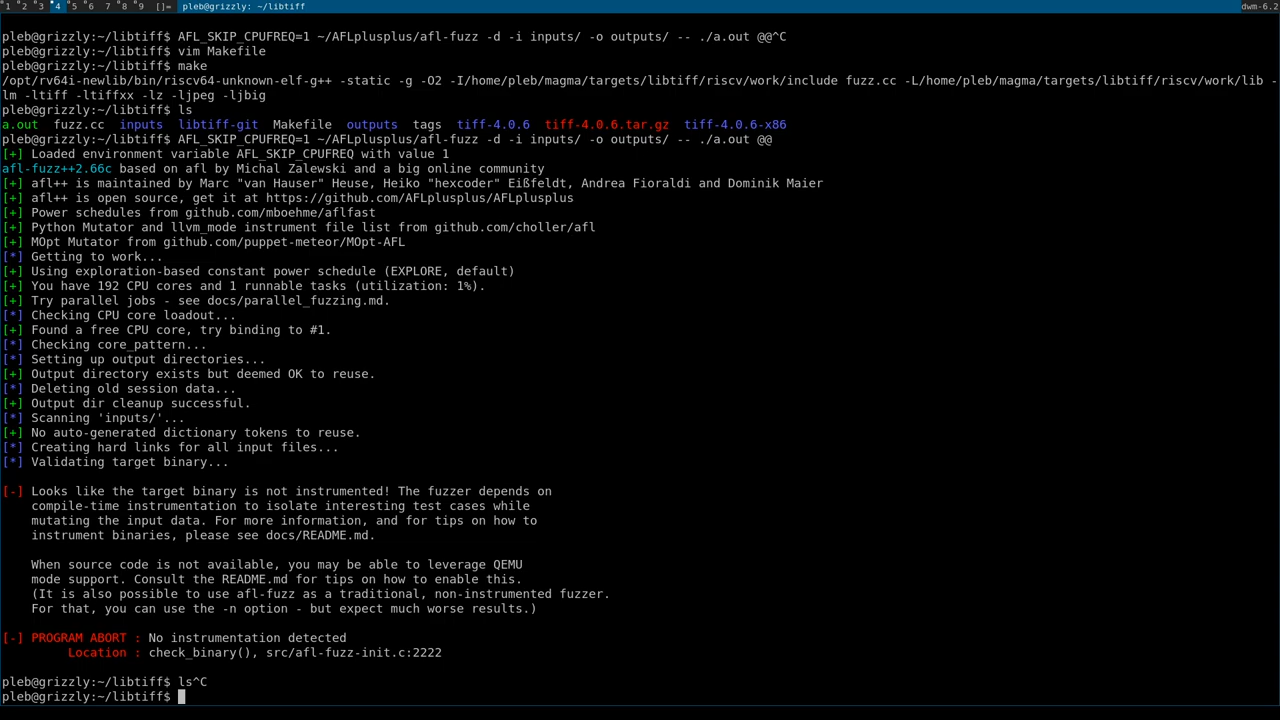 1 2 3 4 5 6 7 8 9 []= pleb@grizzly: ~/libtiff dwm-6.2
pleb@grizzly:~/libtiff$ AFL_SKIP_CPUFREQ=1 ~/AFLplusplus/afl-fuzz -d -i inputs/ -o outputs/ -- ./a.out @@^C
pleb@grizzly:~/libtiff$ vim Makefile
pleb@grizzly:~/libtiff$ make
/opt/rv64i-newlib/bin/riscv64-unknown-elf-g++ -static -g -O2 -I/home/pleb/magma/targets/libtiff/riscv/work/include fuzz.cc -L/home/pleb/magma/targets/libtiff/riscv/work/lib -
lm -ltiff -ltiffxx -lz -ljpeg -ljbig
pleb@grizzly:~/libtiff$ ls
a.out fuzz.cc inputs libtiff-git Makefile outputs tags tiff-4.0.6 tiff-4.0.6.tar.gz tiff-4.0.6-x86
pleb@grizzly:~/libtiff$ AFL_SKIP_CPUFREQ=1 ~/AFLplusplus/afl-fuzz -d -i inputs/ -o outputs/ -- ./a.out @@
[+] Loaded environment variable AFL_SKIP_CPUFREQ with value 1
afl-fuzz++2.66c based on afl by Michal Zalewski and a big online community
[+] afl++ is maintained by Marc "van Hauser" Heuse, Heiko "hexcoder" Eißfeldt, Andrea Fioraldi and Dominik Maier
[+] afl++ is open source, get it at https://github.com/AFLplusplus/AFLplusplus
[+] Power schedules from github.com/mboehme/aflfast
[+] Python Mutator and llvm_mode instrument file list from github.com/choller/afl
[+] MOpt Mutator from github.com/puppet-meteor/MOpt-AFL
[*] Getting to work...
[+] Using exploration-based constant power schedule (EXPLORE, default)
[+] You have 192 CPU cores and 1 runnable tasks (utilization: 1%).
[+] Try parallel jobs - see docs/parallel_fuzzing.md.
[*] Checking CPU core loadout...
[+] Found a free CPU core, try binding to #1.
[*] Checking core_pattern...
[*] Setting up output directories...
[+] Output directory exists but deemed OK to reuse.
[*] Deleting old session data...
[+] Output dir cleanup successful.
[*] Scanning 'inputs/'...
[+] No auto-generated dictionary tokens to reuse.
[*] Creating hard links for all input files...
[*] Validating target binary...
[-] Looks like the target binary is not instrumented! The fuzzer depends on
compile-time instrumentation to isolate interesting test cases while
mutating the input data. For more information, and for tips on how to
instrument binaries, please see docs/README.md.
When source code is not available, you may be able to leverage QEMU
mode support. Consult the README.md for tips on how to enable this.
(It is also possible to use afl-fuzz as a traditional, non-instrumented fuzzer.
For that, you can use the -n option - but expect much worse results.)
[-] PROGRAM ABORT : No instrumentation detected
Location : check_binary(), src/afl-fuzz-init.c:2222
pleb@grizzly:~/libtiff$ ls^C
pleb@grizzly:~/libtiff$